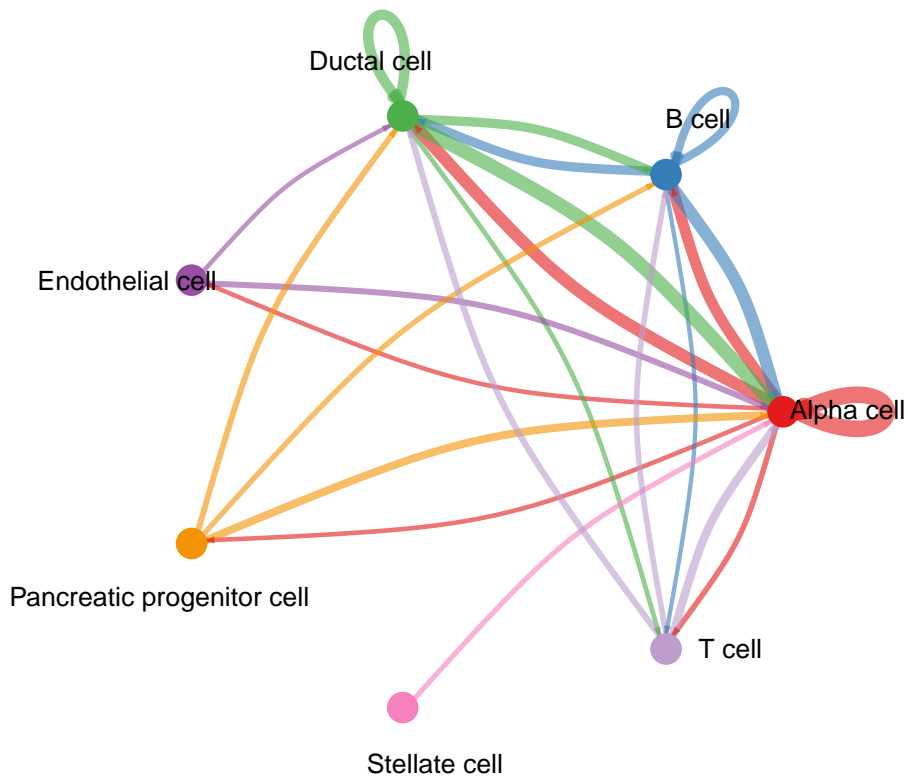 Ductal cell
B cell
Endothelial cell
Alpha cell
Pancreatic progenitor cell
T cell
Stellate cell